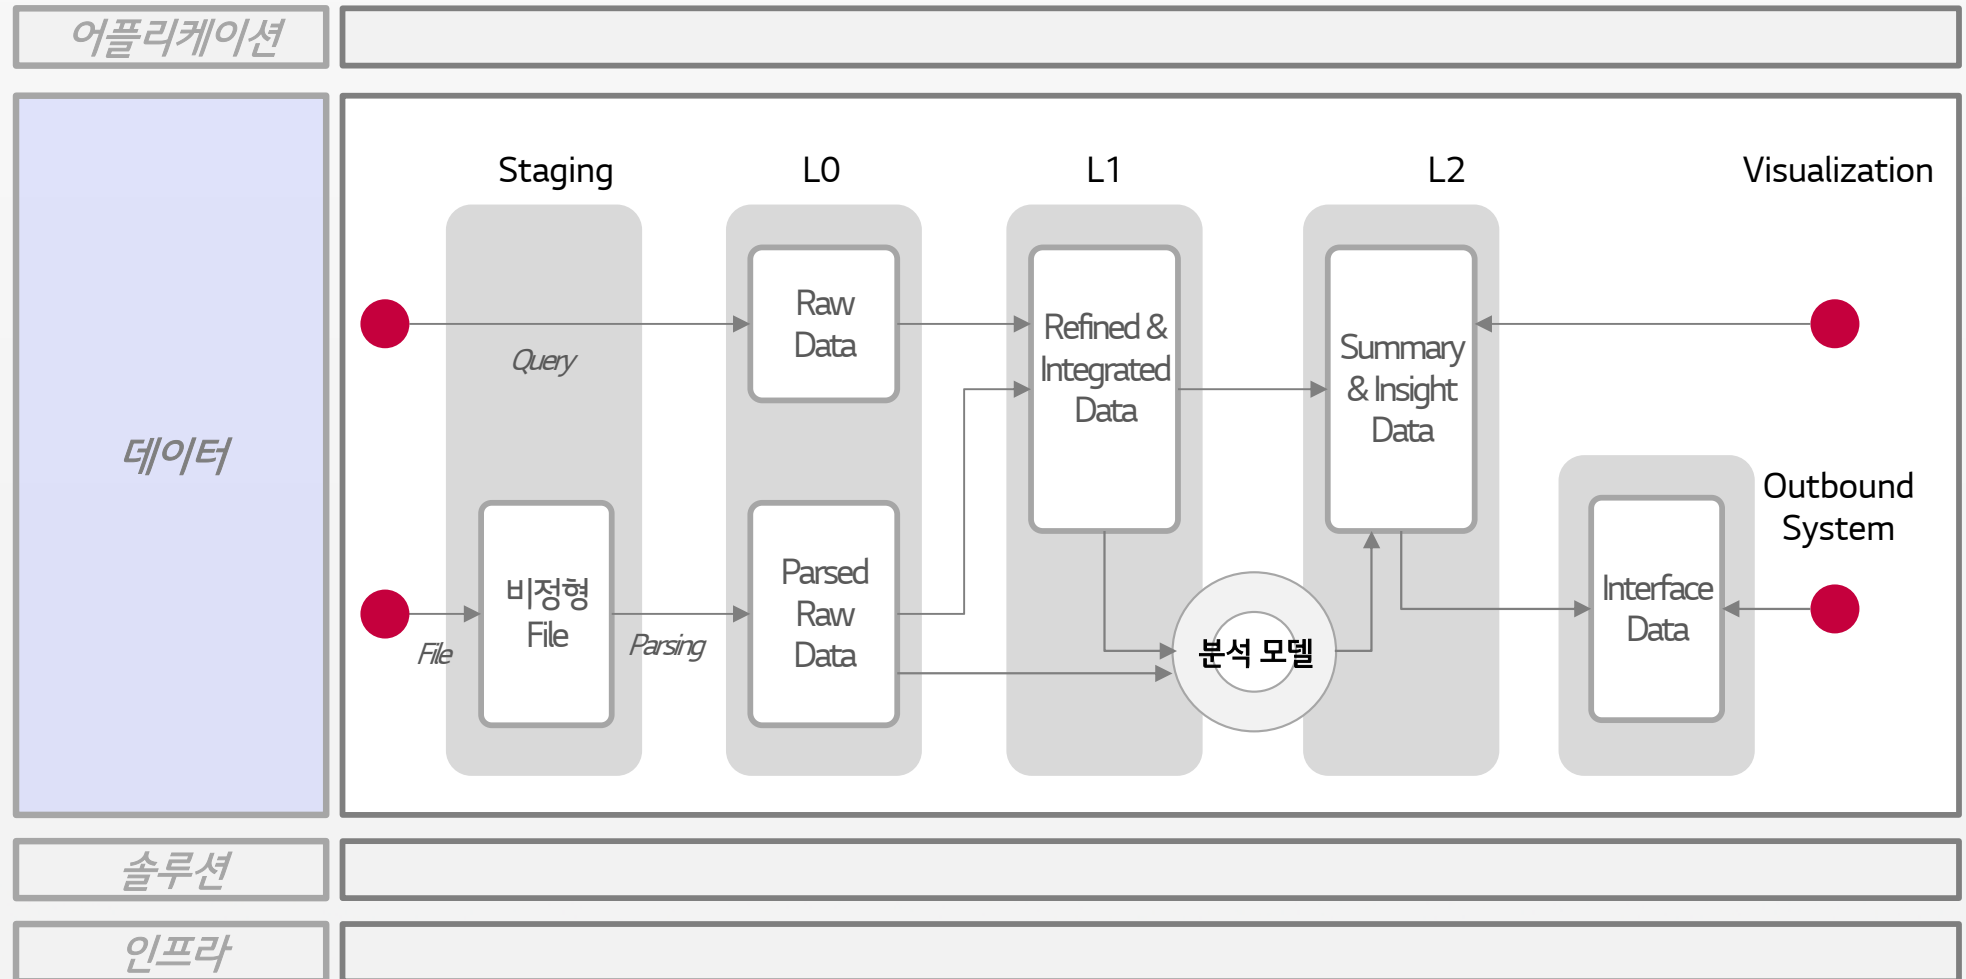 어플리케이션
데이터
Staging
L0
L1
L2
Visualization
Raw
Data
Query
Refined &
Integrated
Data
Summary
& Insight
Data
Outbound
System
비정형
File
File
Parsing
Parsed
Raw
Data
분석 모델
Interface
Data
솔루션
인프라